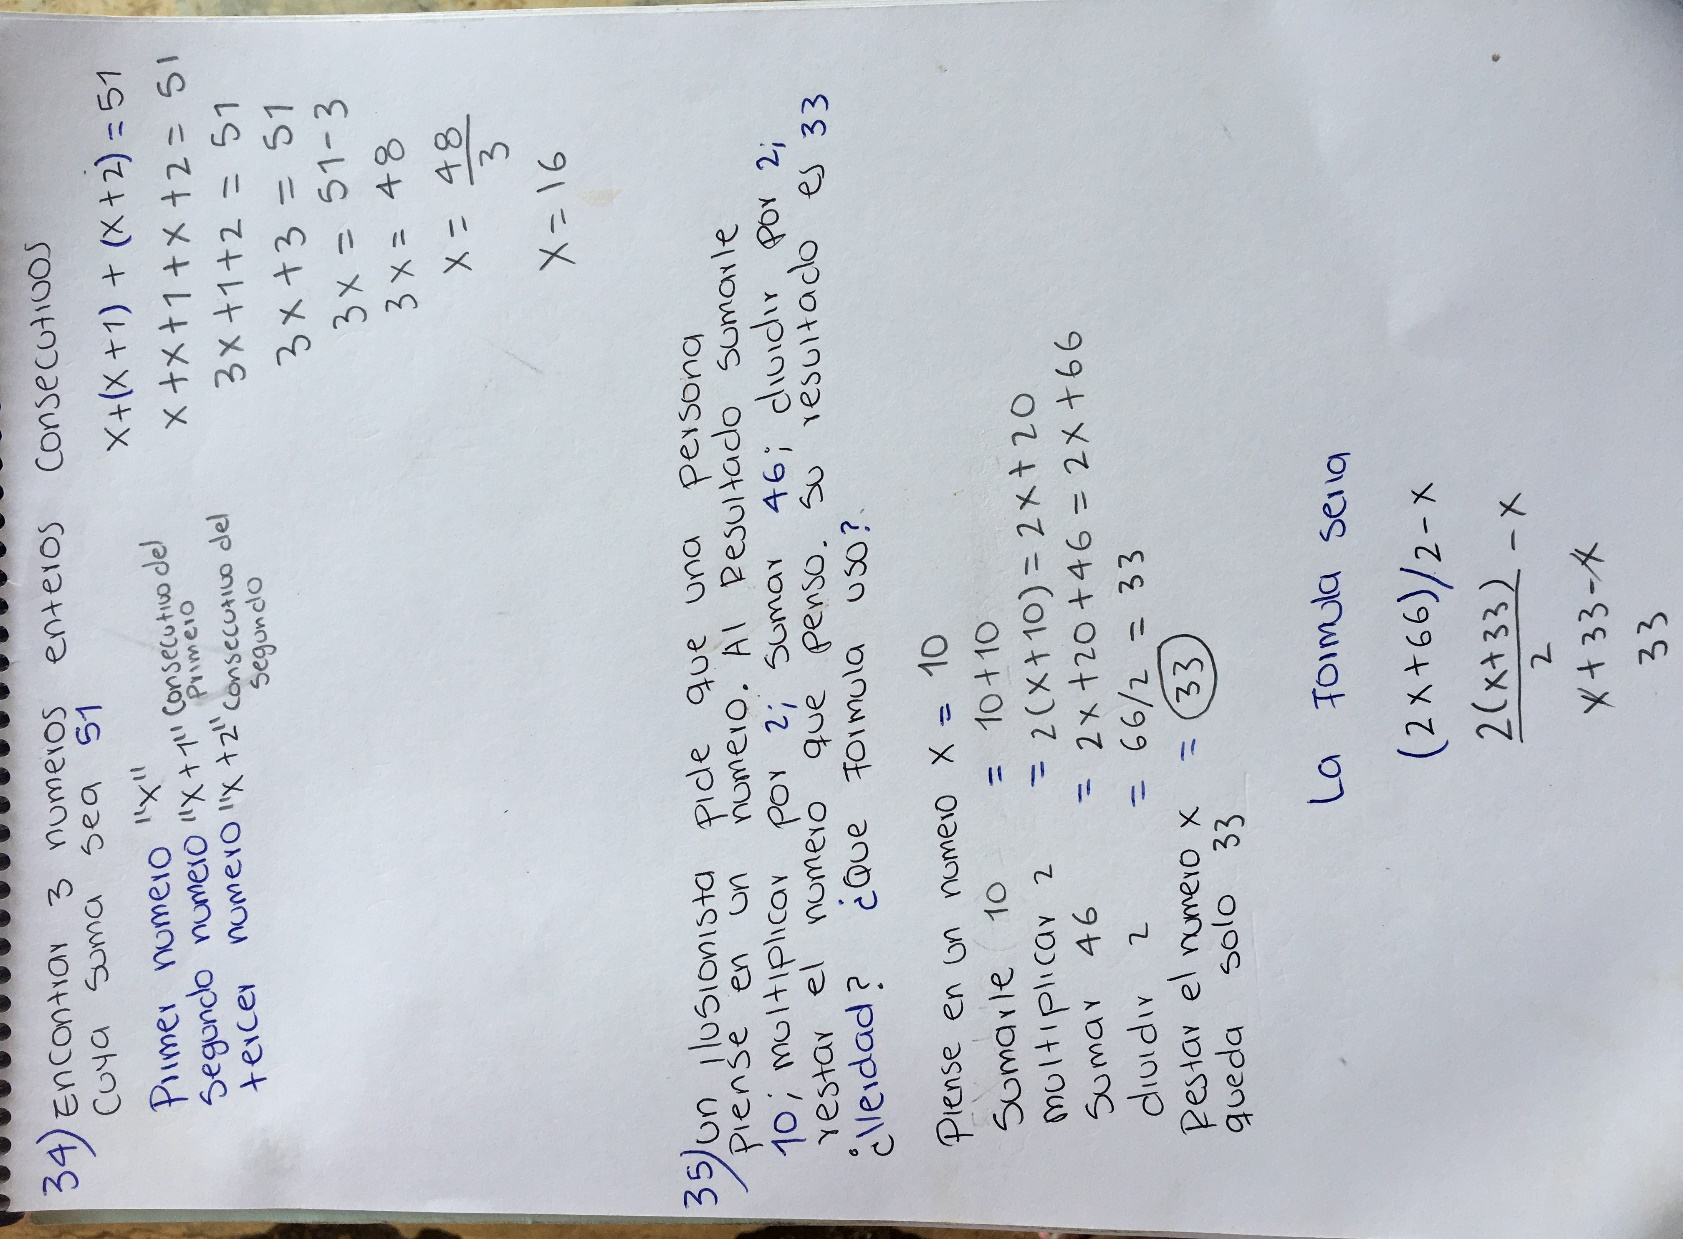 34) Encontrar 3 numeros enteros consecutivos
Cuya suma sea 51
Primer numero "x"
Segundo numero "x+1" Consecutivo del Primero
tercer numero "x+2" consecutivo del segundo
x+(x+1)+(x+2)=51
x+x+1+x+2=51
3x+1+2=51
3x+3=51
3x=51-3
3x=48
x=48/3
x=16
35) un ilusionista pide que una persona
piense en un numero. Al resultado sumarle
10; multiplicar por 2; sumar 46; dividir por 2;
restar el numero que penso. su resultado es 33
¿lleidad? ¿Que formula uso?
Piense en un numero x = 10
Sumarle 10 = 10+10
multiplicar 2 = 2(x+10)=2x+20
Sumar 46 = 2x+20+46=2x+66
dividir 2 = 66/2=33
Restar el numero x = 33
queda solo 33
La formula seria
(2x+66)/2-x
2(x+33)/2 -x
x+33-x
33